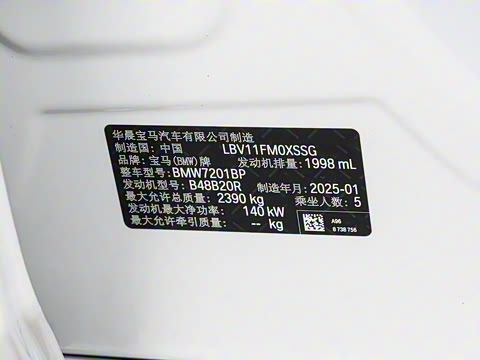 华晨宝马汽车有限公司制造
制造国：中国 LBV11FM0XSSG
品牌：宝马(BMW)牌 发动机排量：1998 mL
整车型号：BMW7201BP
发动机型号：B48B20R 制造年月：2025-01
最大允许总质量：2390 kg 乘坐人数：5
发动机最大净功率：140 kW
最大允许牵引质量：-- kg
A96
8 738 756